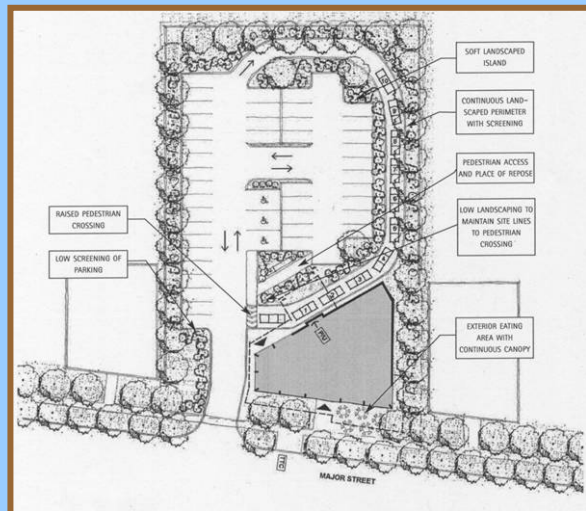 SOFT LANDSCAPED
ISLAND
CONTINUOUS LAND-
SCAPED PERIMETER
WITH SCREENING
PEDESTRIAN ACCESS
AND PLACE OF REPOSE
RAISED PEDESTRIAN
CROSSING
LOW LANDSCAPING TO
MAINTAIN SITE LINES
TO PEDESTRIAN
CROSSING
LOW SCREENING OF
PARKING
EXTERIOR EATING
AREA WITH
CONTINUOUS CANOPY
MAJOR STREET